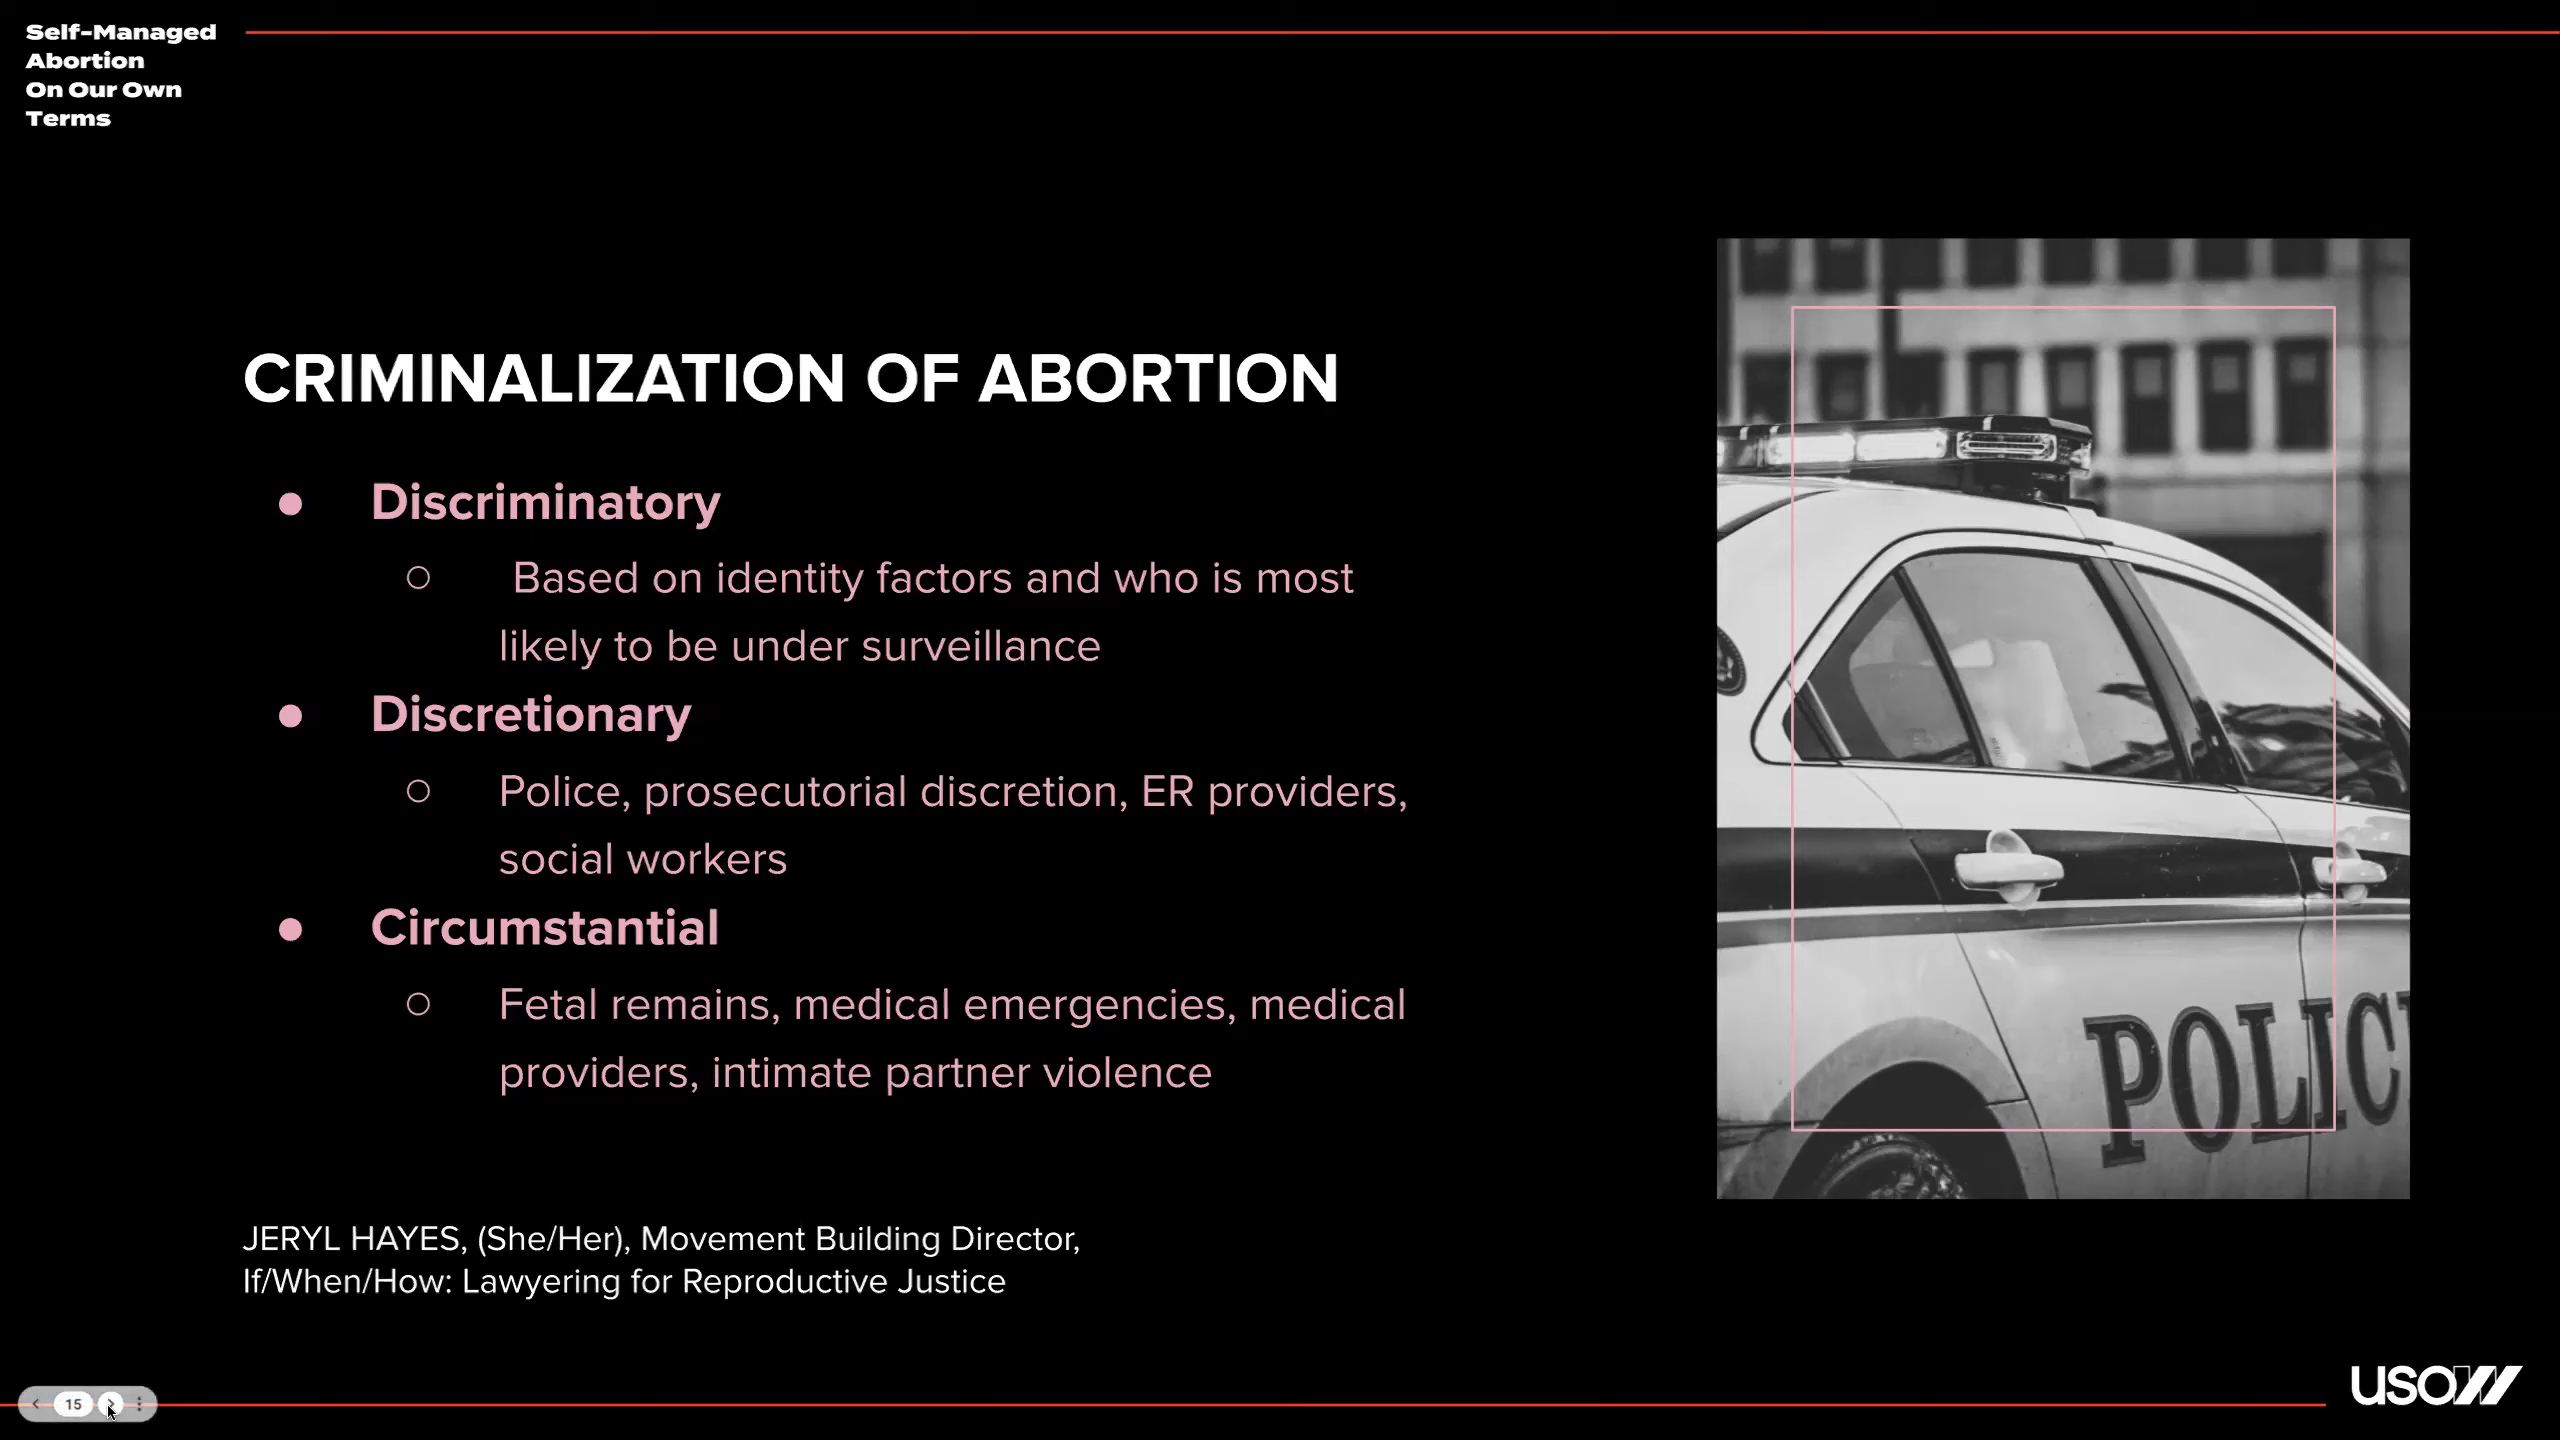 Self-Managed
Abortion
On Our Own
Terms
CRIMINALIZATION OF ABORTION
● Discriminatory
○ Based on identity factors and who is most
likely to be under surveillance
● Discretionary
○ Police, prosecutorial discretion, ER providers,
social workers
● Circumstantial
○ Fetal remains, medical emergencies, medical
providers, intimate partner violence
POLIC
JERYL HAYES, (She/Her), Movement Building Director,
If/When/How: Lawyering for Reproductive Justice
15
USOW